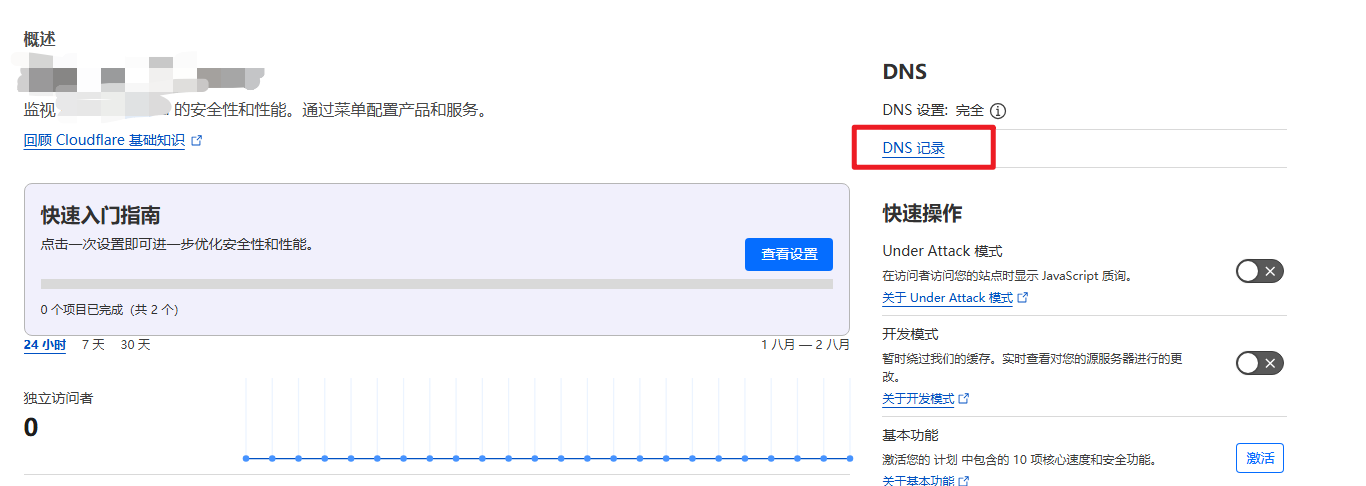 概述
监视 的安全性和性能。通过菜单配置产品和服务。
回顾 Cloudflare 基础知识
快速入门指南
点击一次设置即可进一步优化安全性和性能。
查看设置
0 个项目已完成（共 2 个）
24 小时 7 天 30 天 1 八月 — 2 八月
独立访问者
0
DNS
DNS 设置: 完全
DNS 记录
快速操作
Under Attack 模式
在访问者访问您的站点时显示 JavaScript 质询。
关于 Under Attack 模式
开发模式
暂时绕过我们的缓存。实时查看对您的源服务器进行的更
改。
关于开发模式
基本功能
激活您的 计划 中包含的 10 项核心速度和安全功能。
激活
关于基本功能